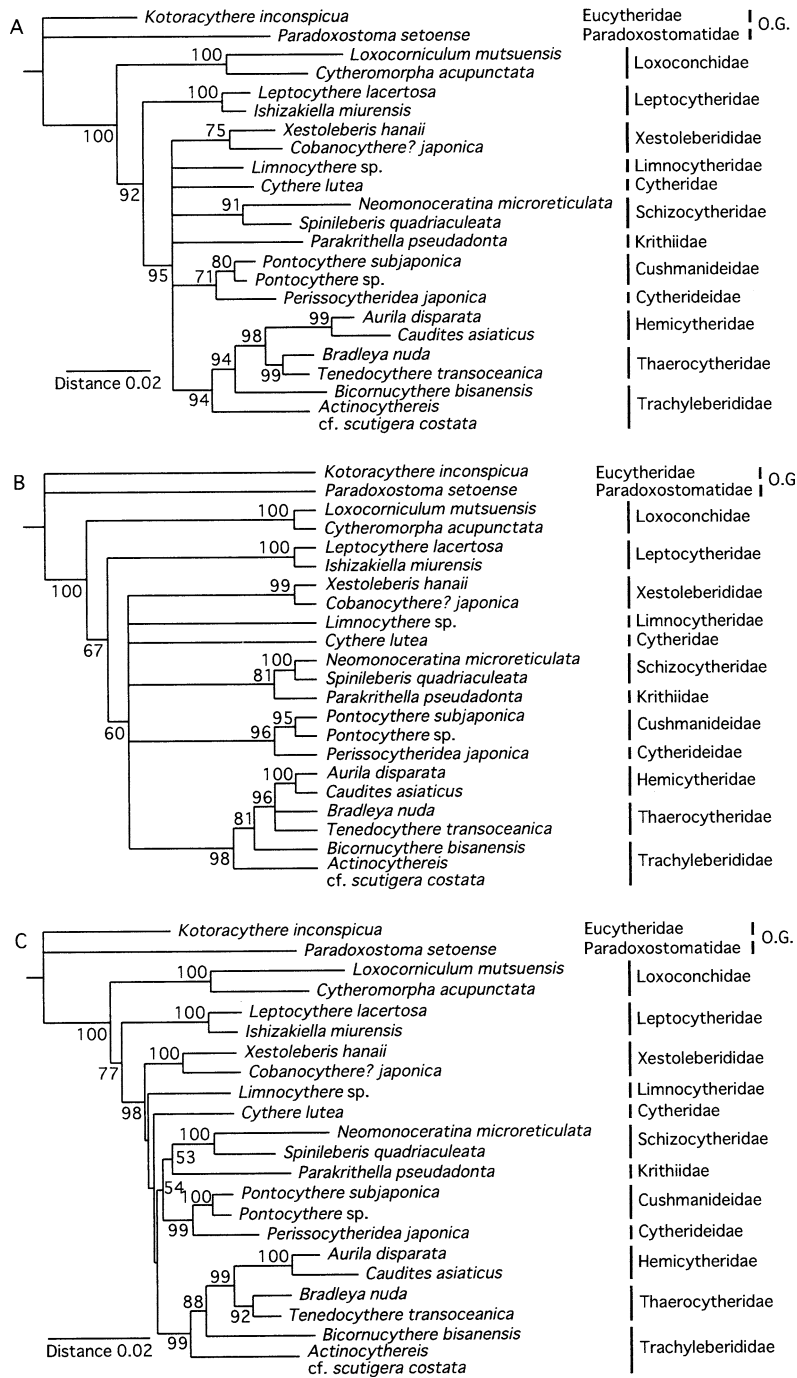 A
Kotoracythere inconspicua Eucytheridae
Paradoxostoma setoense Paradoxostomatidae O.G.
100 Loxocorniculum mutsuensis Loxoconchidae
Cytheromorpha acupunctata
100 Leptocythere lacertosa Leptocytheridae
Ishizakiella miurensis
100
75 Xestoleberis hanaii Xestoleberididae
Cobanocythere? japonica
Limnocythere sp. Limnocytheridae
92 Cythere lutea Cytheridae
91 Neomonoceratina microreticulata Schizocytheridae
Spinileberis quadriaculeata
Parakrithella pseudadonta Krithiidae
80 Pontocythere subjaponica Cushmanideidae
95 71 Pontocythere sp.
Perissocytheridea japonica Cytherideidae
99 Aurila disparata Hemicytheridae
98 Caudites asiaticus
94 Bradleya nuda Thaerocytheridae
99 Tenedocythere transoceanica
Distance 0.02
Bicornucythere bisanensis Trachyleberididae
94 Actinocythereis
cf. scutigera costata
B
Kotoracythere inconspicua Eucytheridae
Paradoxostoma setoense Paradoxostomatidae O.G
100 Loxocorniculum mutsuensis Loxoconchidae
Cytheromorpha acupunctata
100 Leptocythere lacertosa Leptocytheridae
Ishizakiella miurensis
100
99 Xestoleberis hanaii Xestoleberididae
Cobanocythere? japonica
Limnocythere sp. Limnocytheridae
Cythere lutea Cytheridae
67
100 Neomonoceratina microreticulata Schizocytheridae
81 Spinileberis quadriaculeata
Parakrithella pseudadonta Krithiidae
95 Pontocythere subjaponica Cushmanideidae
60 96 Pontocythere sp.
Perissocytheridea japonica Cytherideidae
100 Aurila disparata Hemicytheridae
96 Caudites asiaticus
81 Bradleya nuda Thaerocytheridae
Tenedocythere transoceanica
98 Bicornucythere bisanensis Trachyleberididae
Actinocythereis
cf. scutigera costata
C
Kotoracythere inconspicua Eucytheridae
Paradoxostoma setoense Paradoxostomatidae O.G.
100 Loxocorniculum mutsuensis Loxoconchidae
Cytheromorpha acupunctata
100 Leptocythere lacertosa Leptocytheridae
100 Ishizakiella miurensis
100 Xestoleberis hanaii Xestoleberididae
77 Cobanocythere? japonica
Limnocythere sp. Limnocytheridae
98 Cythere lutea Cytheridae
100 Neomonoceratina microreticulata Schizocytheridae
53 Spinileberis quadriaculeata
Parakrithella pseudadonta Krithiidae
54 100 Pontocythere subjaponica Cushmanideidae
Pontocythere sp.
99 Perissocytheridea japonica Cytherideidae
100 Aurila disparata Hemicytheridae
99 Caudites asiaticus
88 Bradleya nuda Thaerocytheridae
92 Tenedocythere transoceanica
Bicornucythere bisanensis Trachyleberididae
Distance 0.02 99 Actinocythereis
cf. scutigera costata